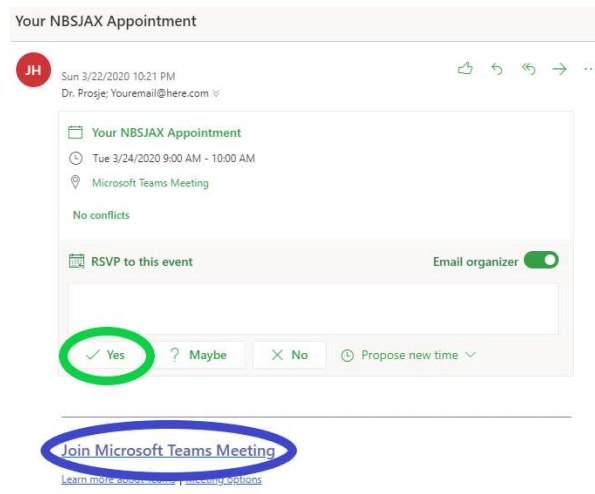 Your NBSJAX Appointment
JH
Sun 3/22/2020 10:21 PM
Dr. Prosje; Youremail@here.com
Your NBSJAX Appointment
Tue 3/24/2020 9:00 AM - 10:00 AM
Microsoft Teams Meeting
No conflicts
RSVP to this event Email organizer
Yes ? Maybe No Propose new time
Join Microsoft Teams Meeting
Learn more about Teams | Meeting options